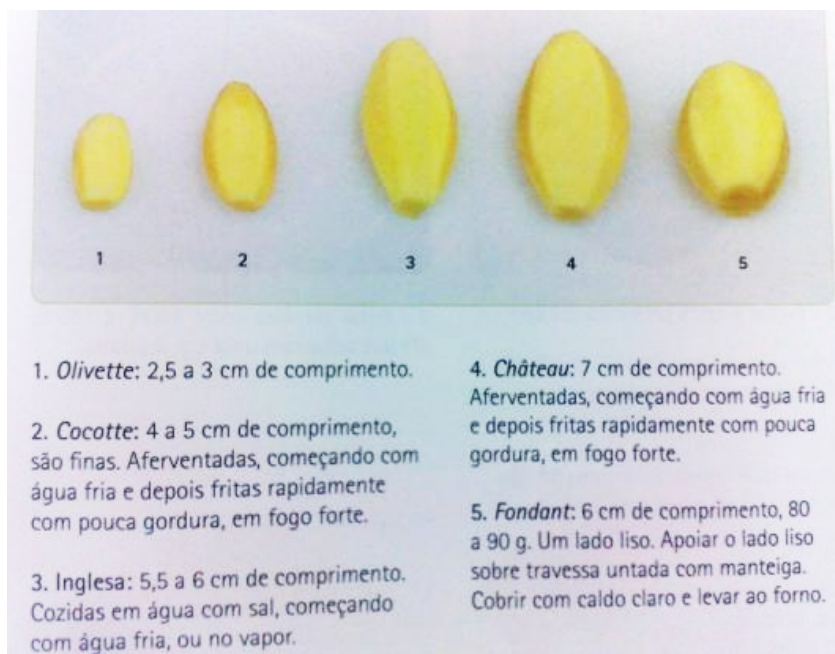 1
2
3
4
5
1. Olivette: 2,5 a 3 cm de comprimento.
2. Cocotte: 4 a 5 cm de comprimento,
são finas. Aferventadas, começando com
água fria e depois fritas rapidamente
com pouca gordura, em fogo forte.
3. Inglesa: 5,5 a 6 cm de comprimento.
Cozidas em água com sal, começando
com água fria, ou no vapor.
4. Château: 7 cm de comprimento.
Aferventadas, começando com água fria
e depois fritas rapidamente com pouca
gordura, em fogo forte.
5. Fondant: 6 cm de comprimento, 80
a 90 g. Um lado liso. Apoiar o lado liso
sobre travessa untada com manteiga.
Cobrir com caldo claro e levar ao forno.